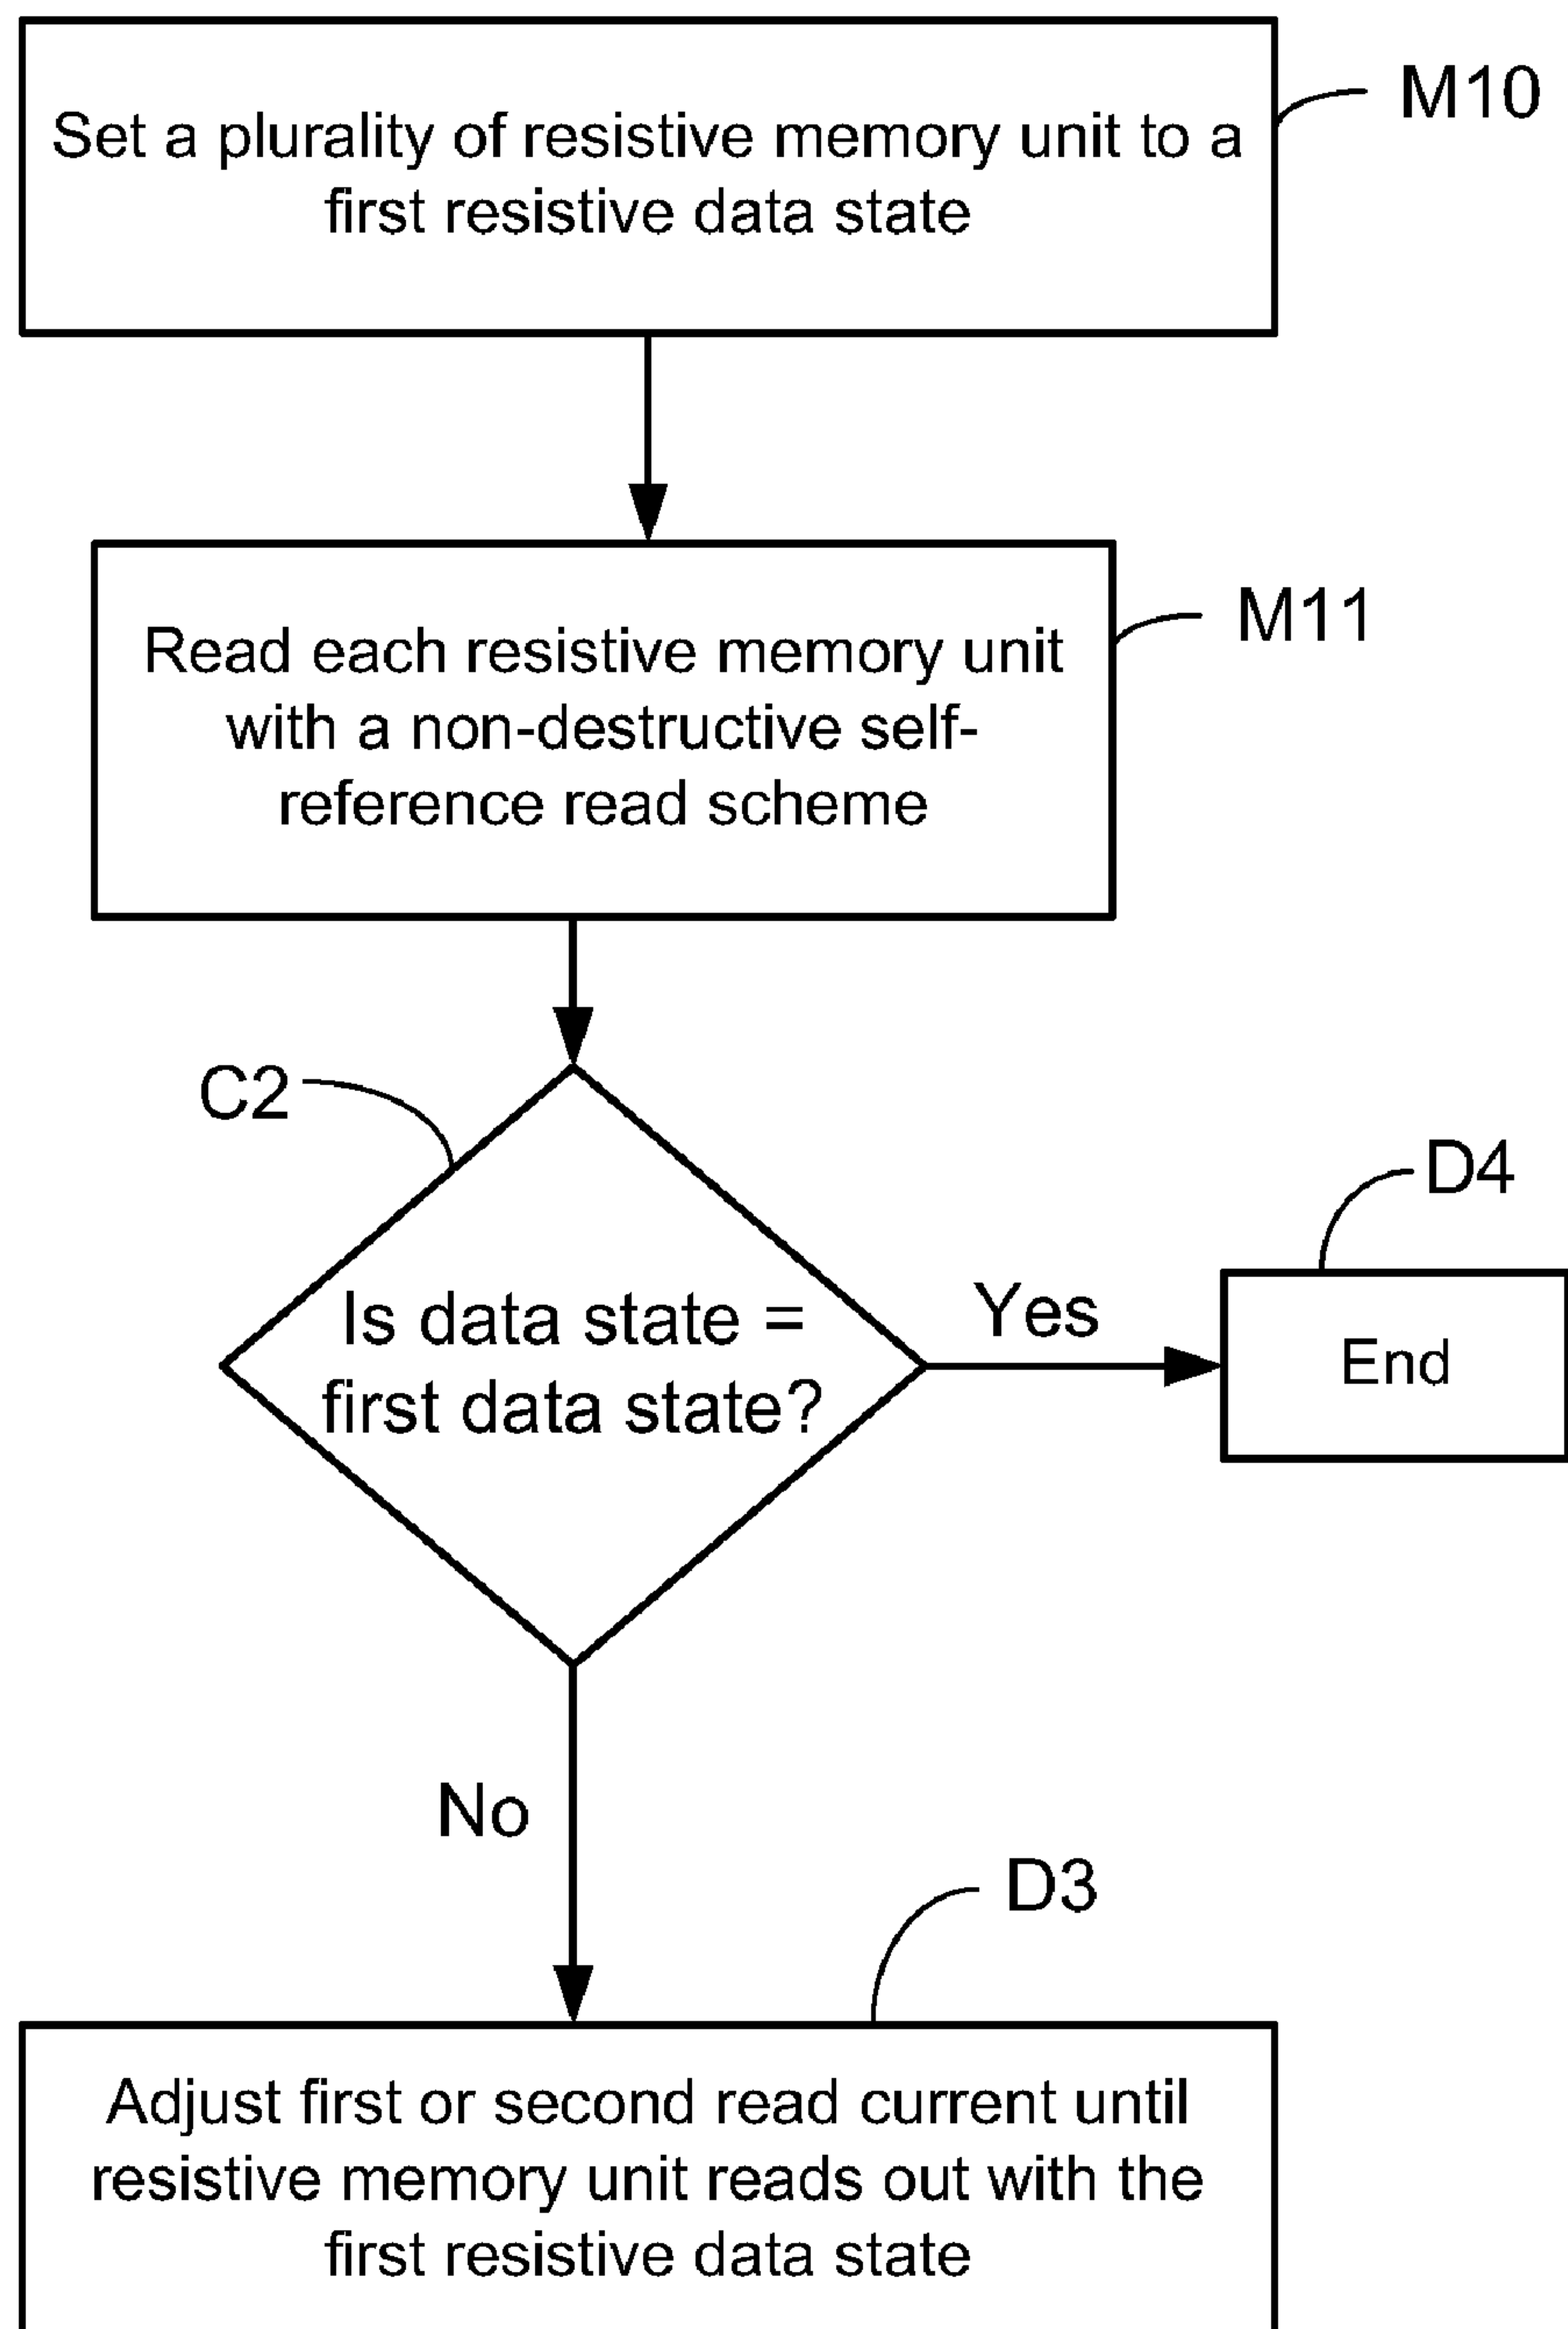 M10
Set a plurality of resistive memory unit to a
first resistive data state
M11
Read each resistive memory unit
with a non-destructive self-
reference read scheme
C2
D4
Is data state =
first data state?
Yes
End
No
D3
Adjust first or second read current until
resistive memory unit reads out with the
first resistive data state